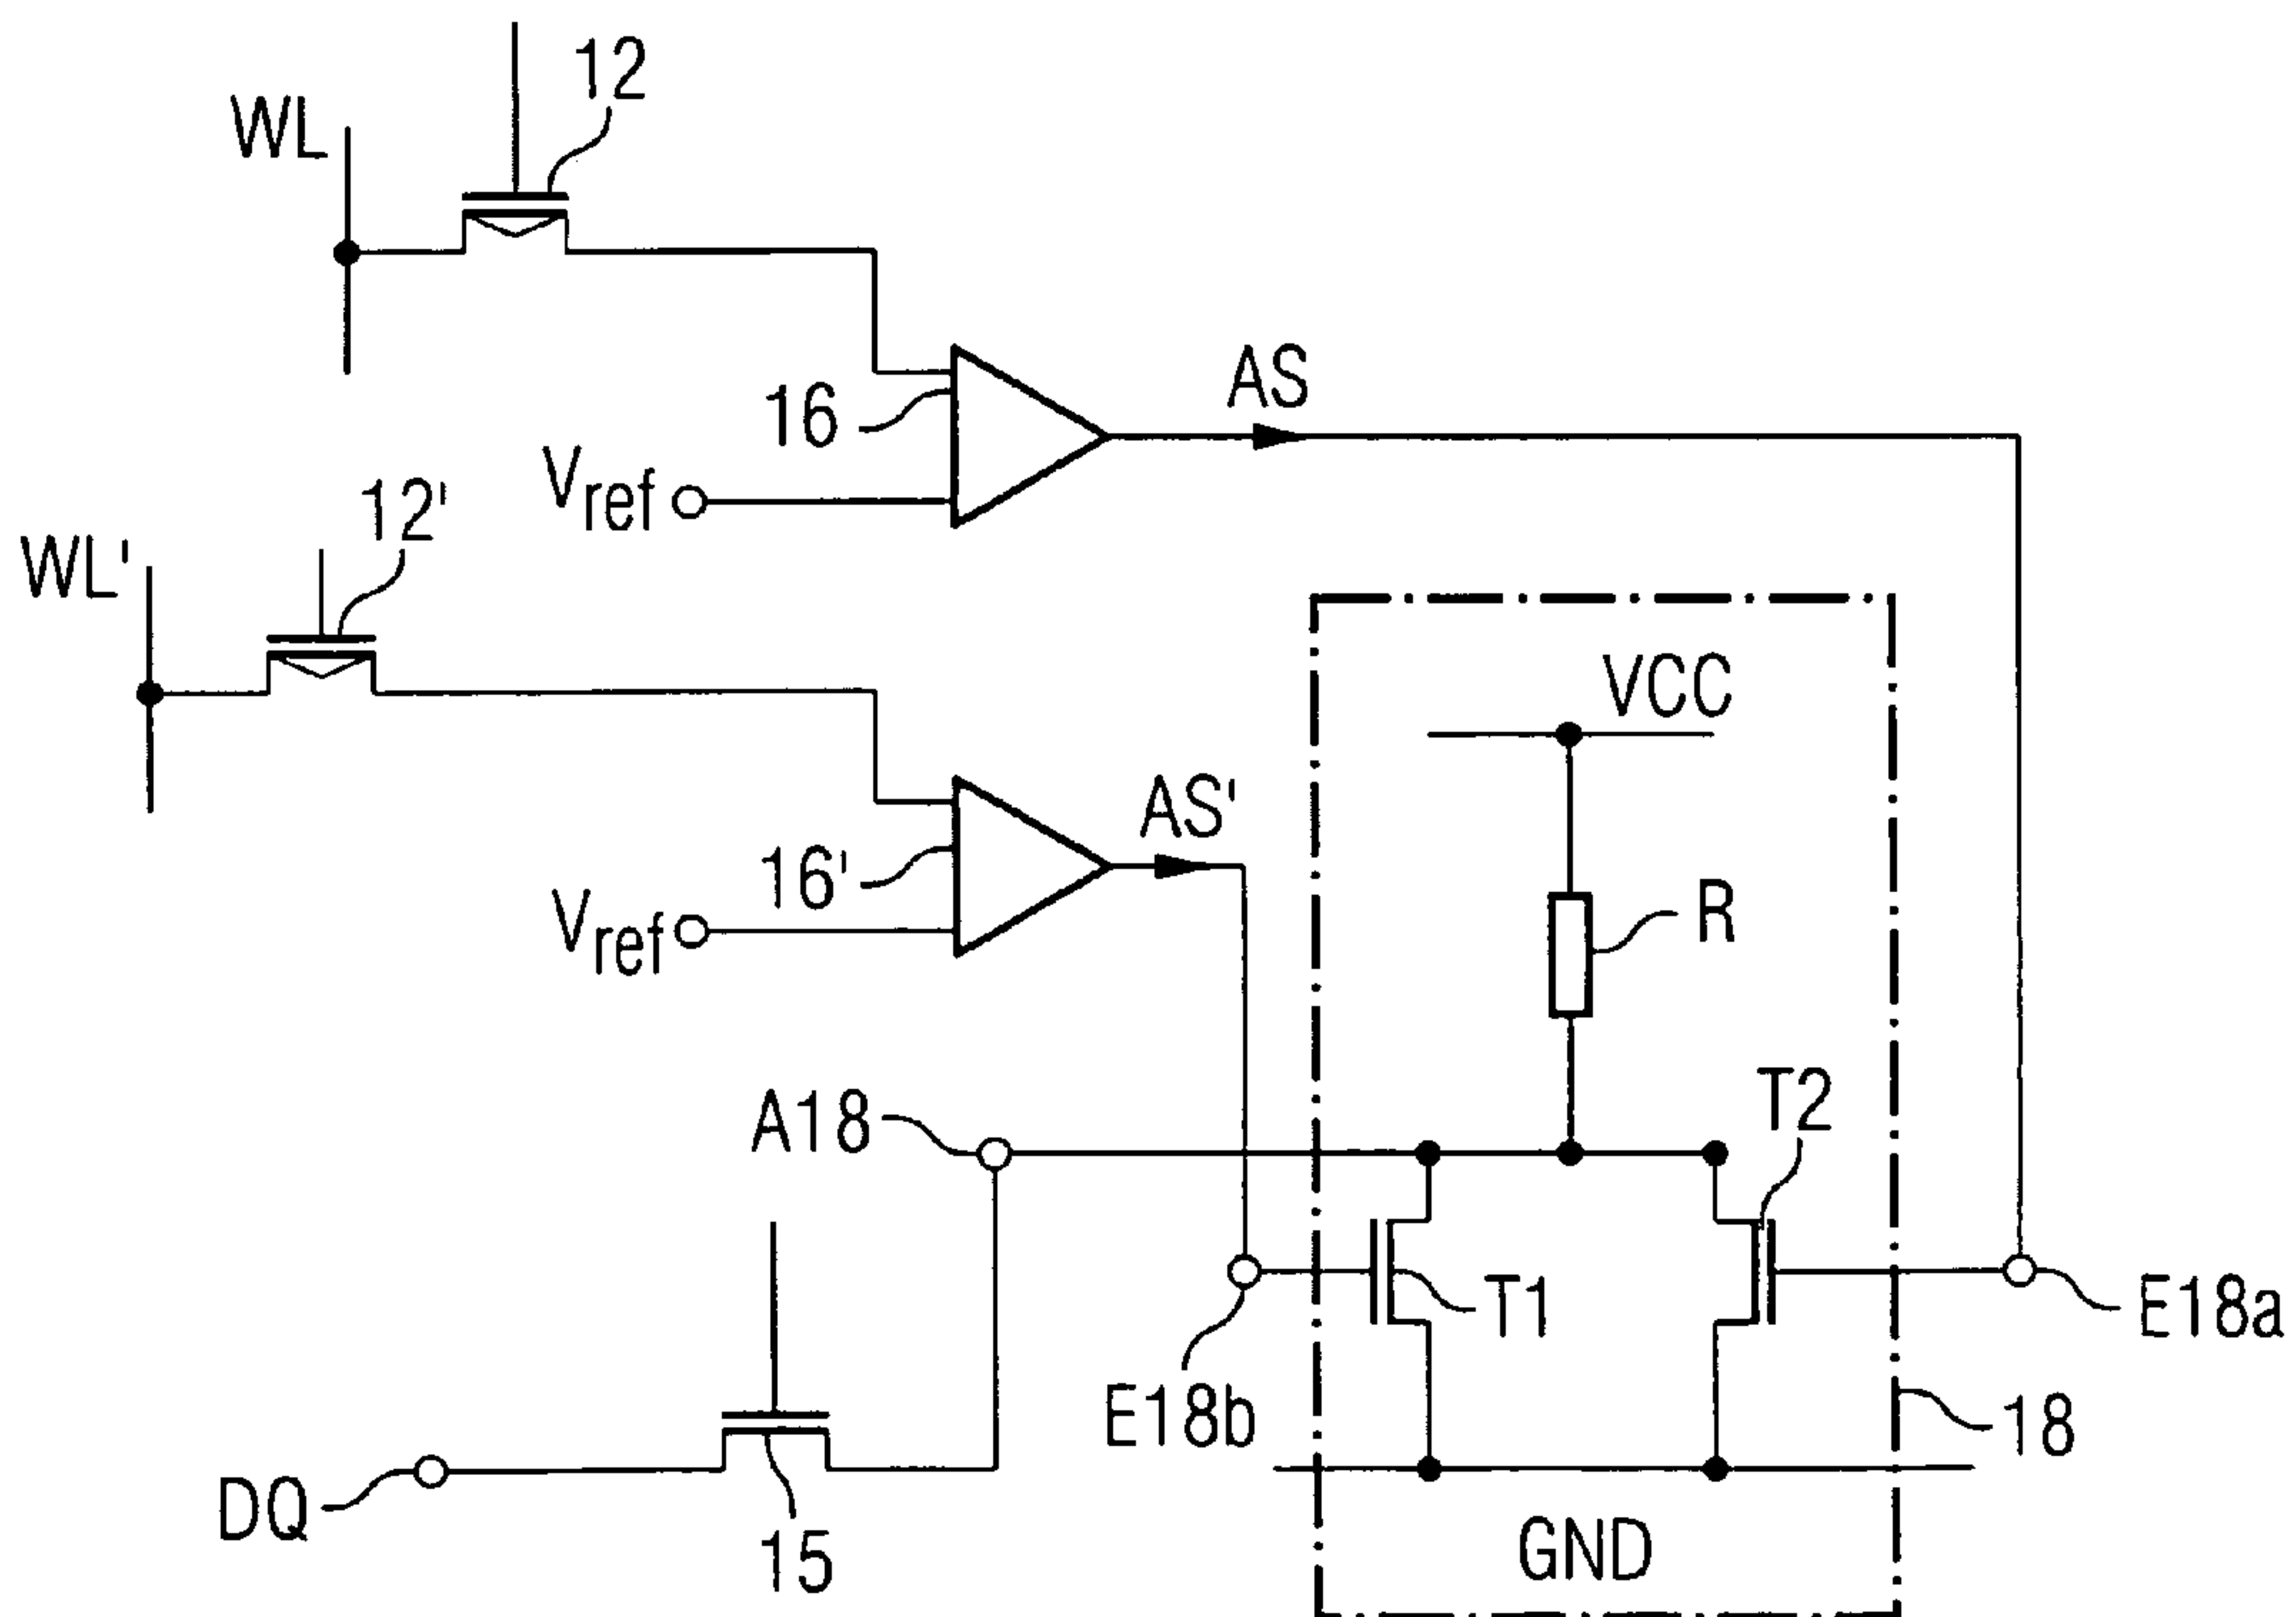 12
WL
AS
16
Vref
12'
WL'
VCC
AS'
16'
R
Vref
T2
A18
T1
E18a
E18b
18
DQ
15
GND